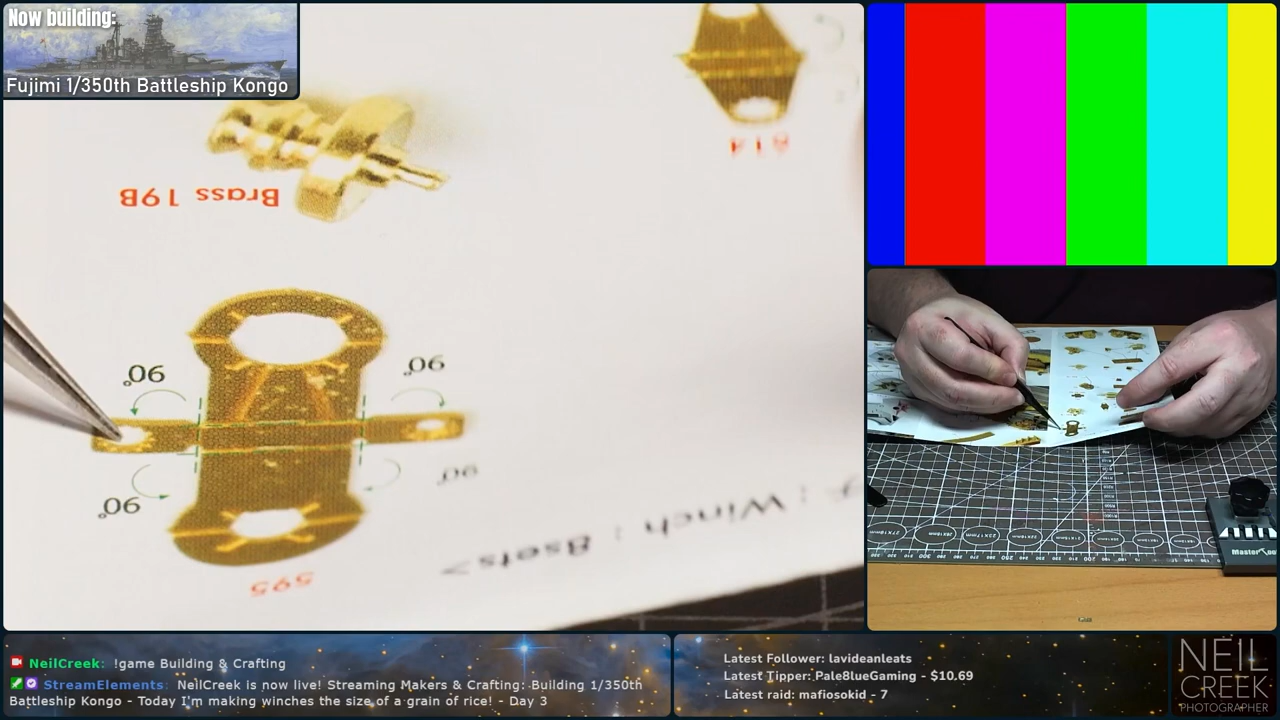 Now building:
Fujimi 1/350th Battleship Kongo
614
Brass 19B
90°
90°
90°
90°
: Winch : 8sets>
595
NeilCreek: !game Building & Crafting
StreamElements: NeilCreek is now live! Streaming Makers & Crafting: Building 1/350th
Battleship Kongo - Today I'm making winches the size of a grain of rice! - Day 3
Latest Follower: lavideanleats
Latest Tipper: Pale8lueGaming - $10.69
Latest raid: mafiosokid - 7
NEIL
CREEK
PHOTOGRAPHER